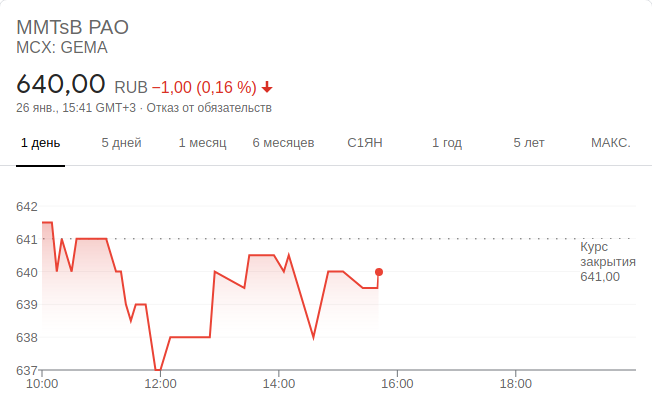 MMTsB PAO
MCX: GEMA
640,00 RUB −1,00 (0,16 %)
26 янв., 15:41 GMT+3 · Отказ от обязательств
1 день 5 дней 1 месяц 6 месяцев С1ЯН 1 год 5 лет МАКС.
642
641
Курс
закрытия
641,00
640
639
638
637
10:00 12:00 14:00 16:00 18:00